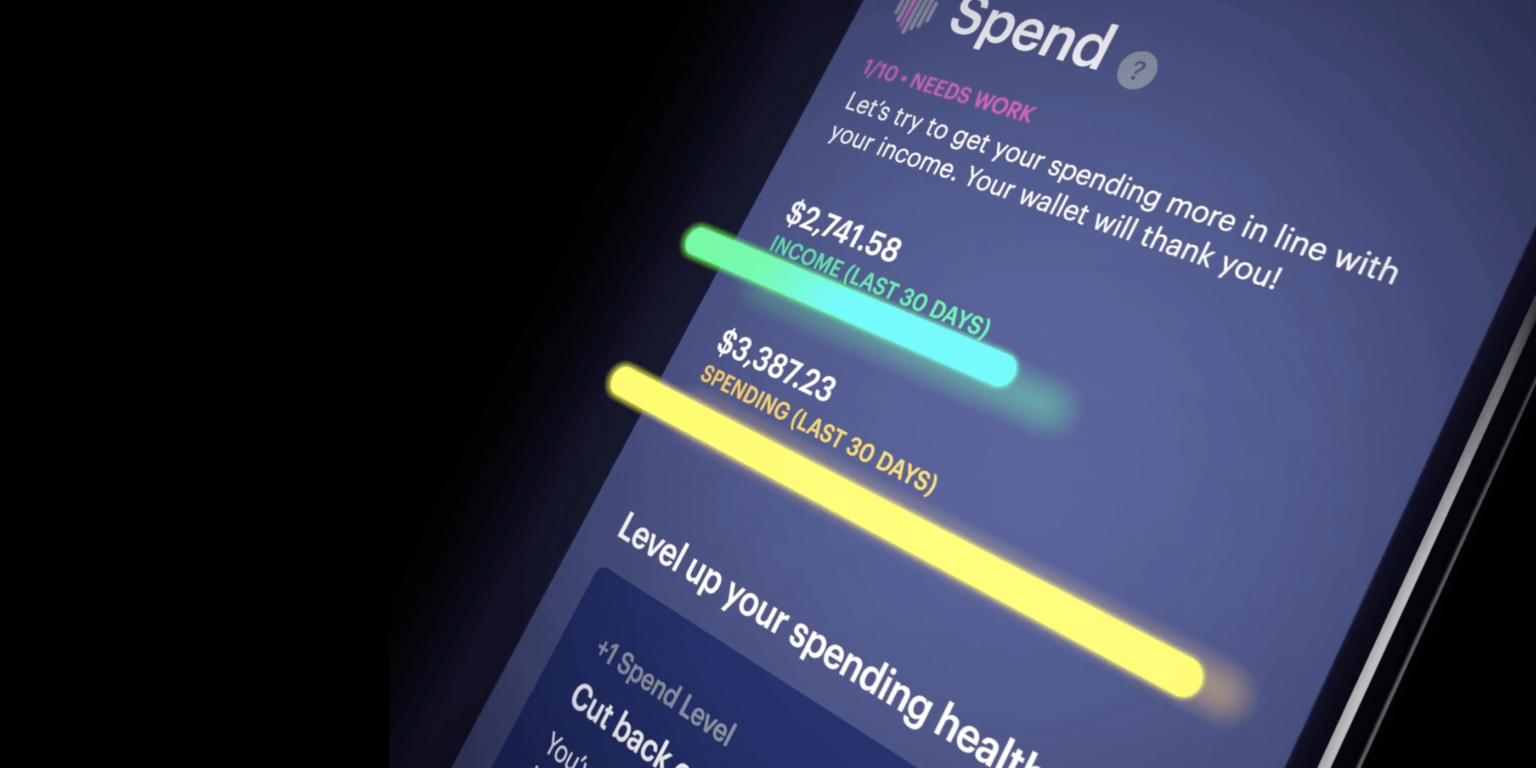 Spend ?
1/10 • NEEDS WORK
Let's try to get your spending more in line with
your income. Your wallet will thank you!
$2,741.58
INCOME (LAST 30 DAYS)
$3,387.23
SPENDING (LAST 30 DAYS)
Level up your spending health
+1 Spend Level
Cut back
You'